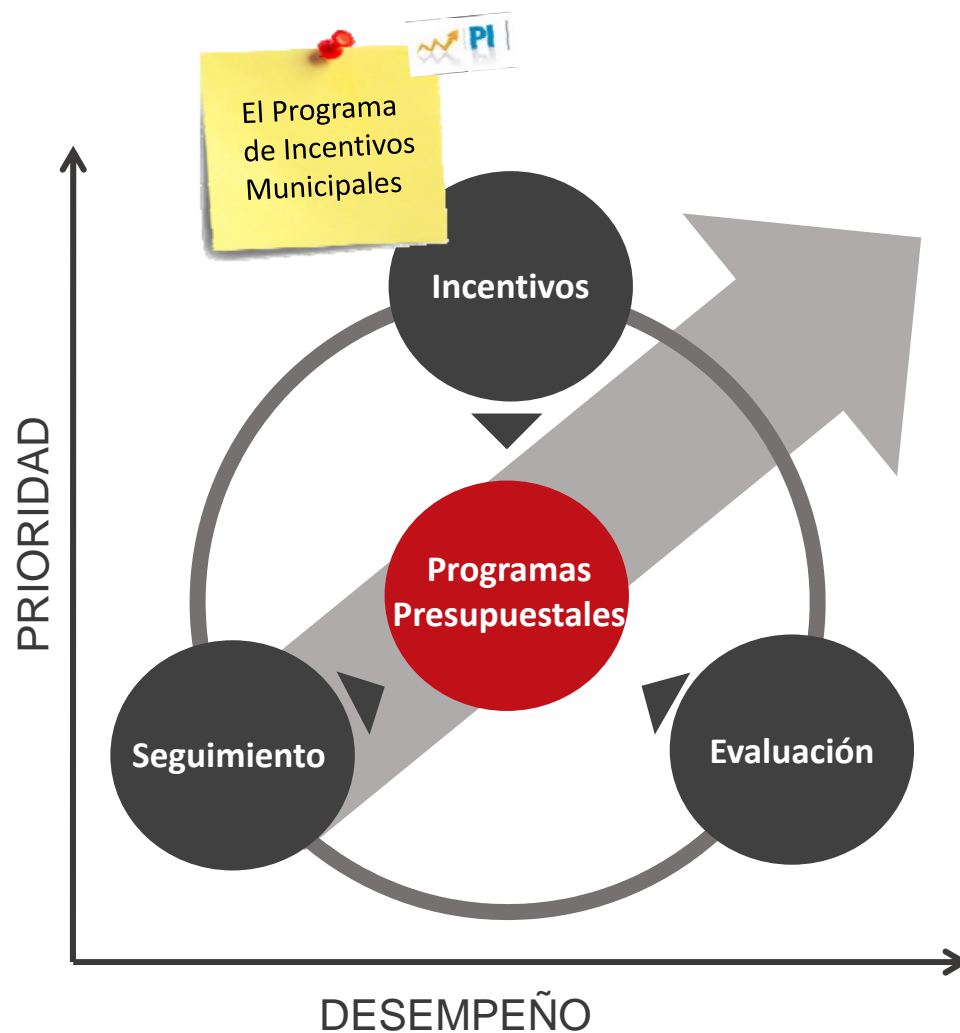 PI
El Programa
de Incentivos
Municipales
Incentivos
PRIORIDAD
Programas
Presupuestales
Seguimiento
Evaluación
DESEMPEÑO